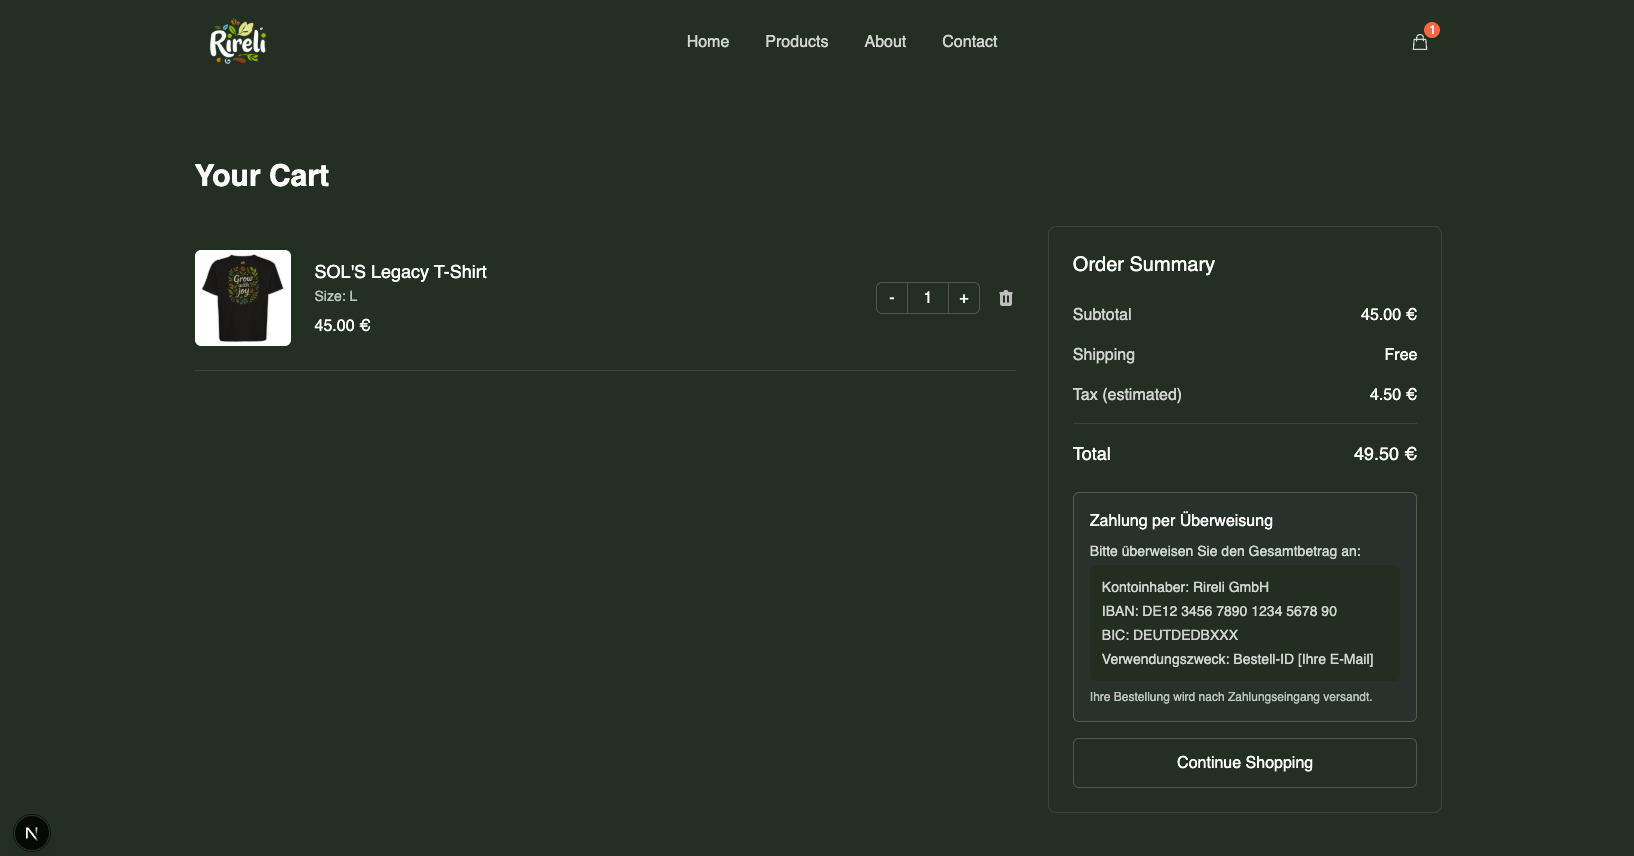 Rireli
Home
Products
About
Contact
1
Your Cart
Grow
with
joy
SOL'S Legacy T-Shirt
Size: L
45.00 €
- 1 +
Order Summary
Subtotal 45.00 €
Shipping Free
Tax (estimated) 4.50 €
Total 49.50 €
Zahlung per Überweisung
Bitte überweisen Sie den Gesamtbetrag an:
Kontoinhaber: Rireli GmbH
IBAN: DE12 3456 7890 1234 5678 90
BIC: DEUTDEDBXXX
Verwendungszweck: Bestell-ID [Ihre E-Mail]
Ihre Bestellung wird nach Zahlungseingang versandt.
Continue Shopping
N